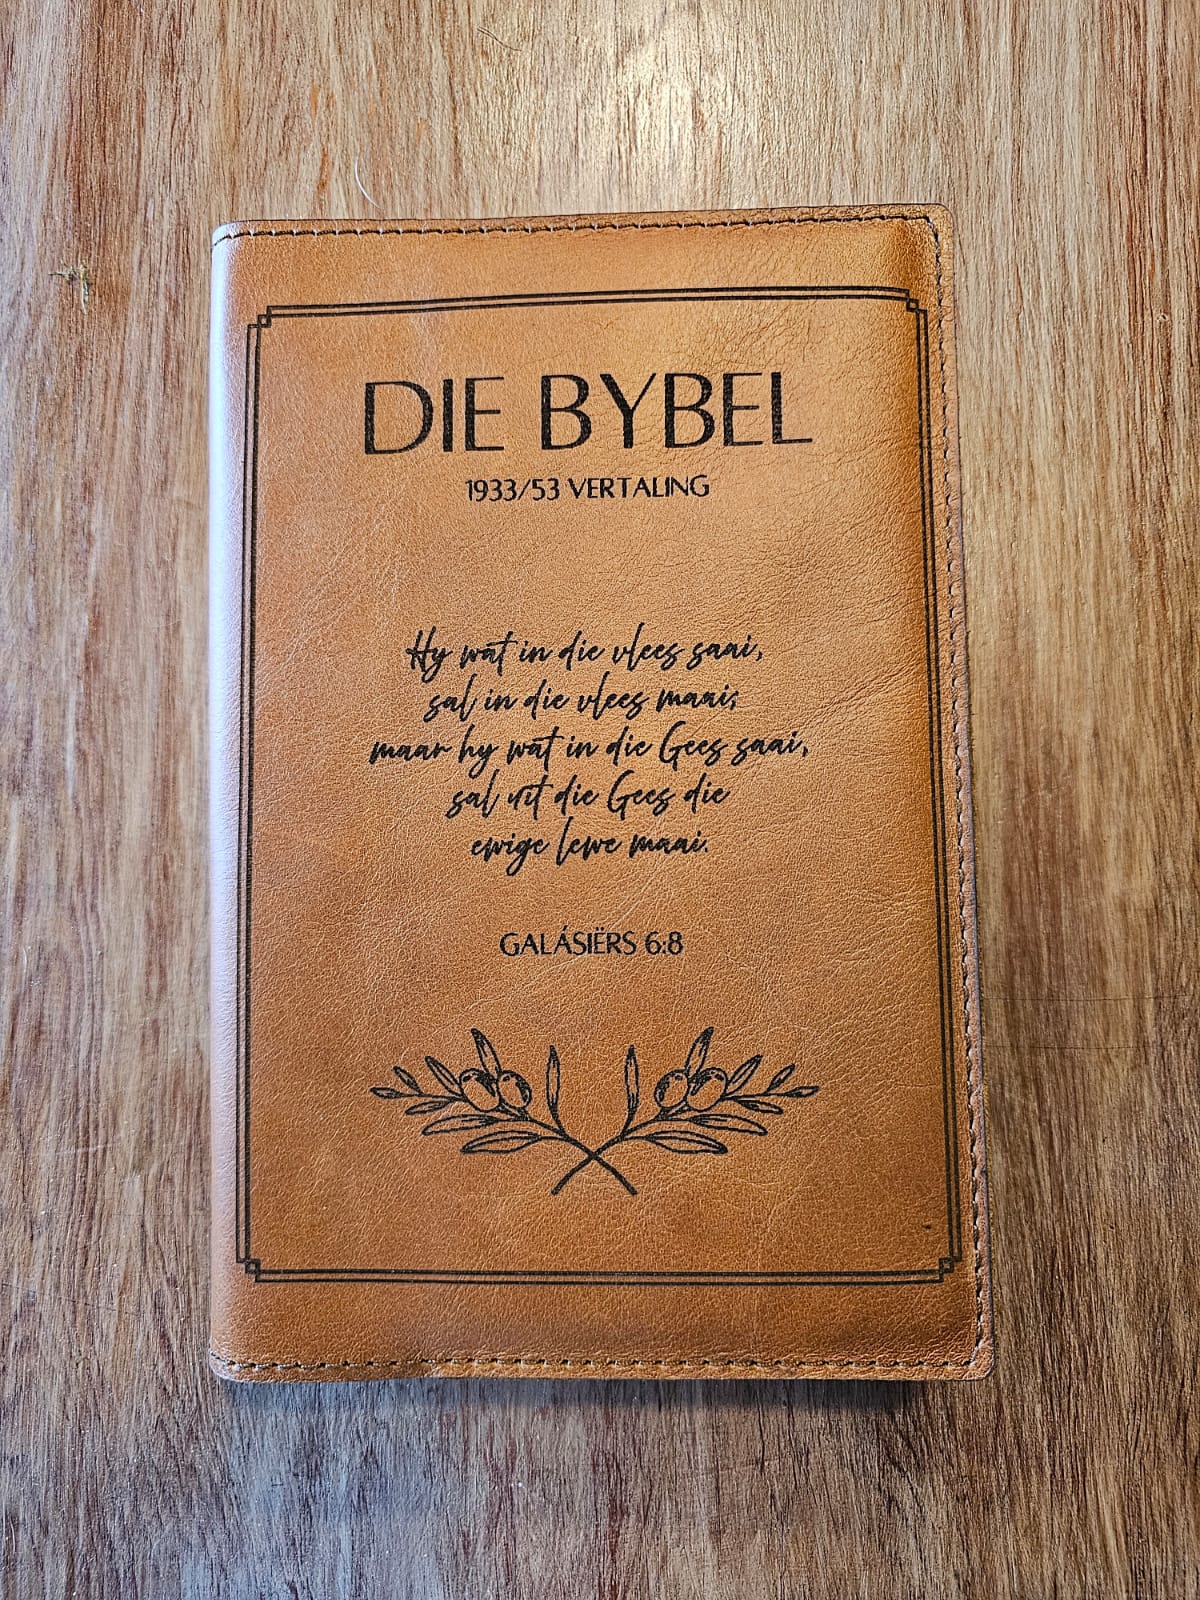 DIE BYBEL
1933/53 VERTALING
Hy wat in die vlees saai,
sal in die vlees maai;
maar hy wat in die Gees saai,
sal uit die Gees die
ewige lewe maai.
GALÁSIËRS 6:8